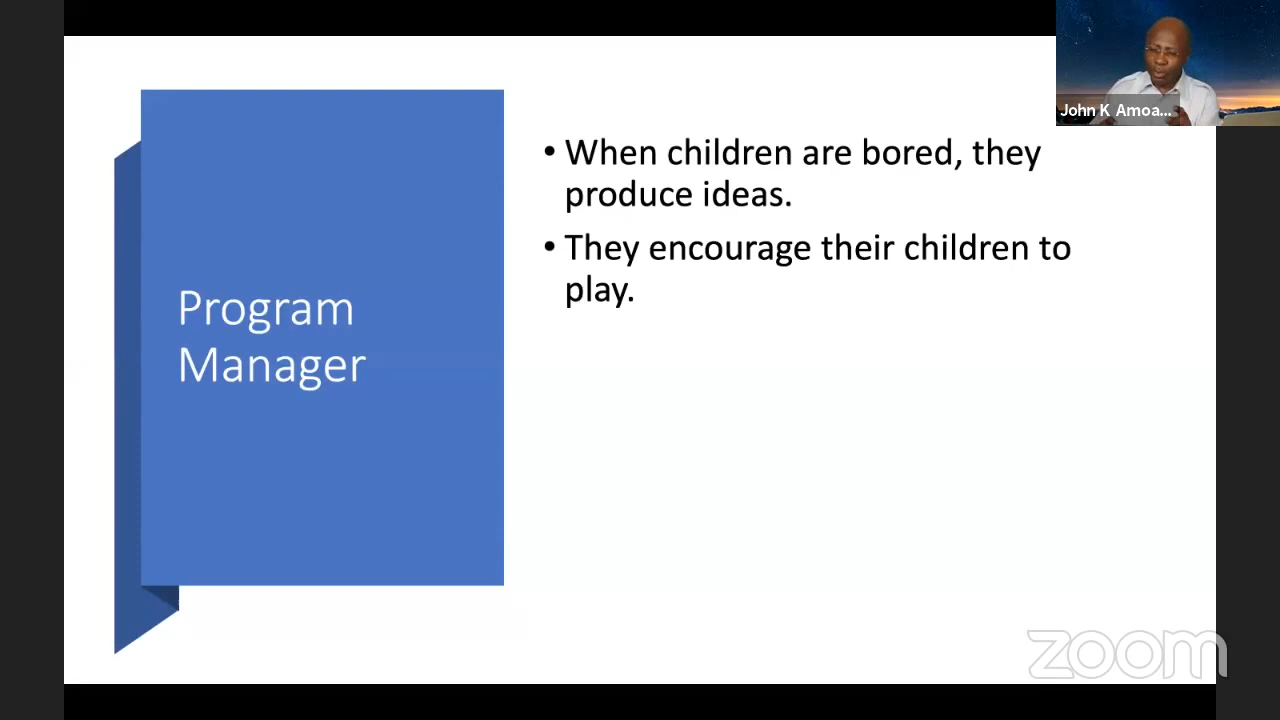 John K Amoa...
• When children are bored, they
produce ideas.
• They encourage their children to
play.
Program
Manager
zoom